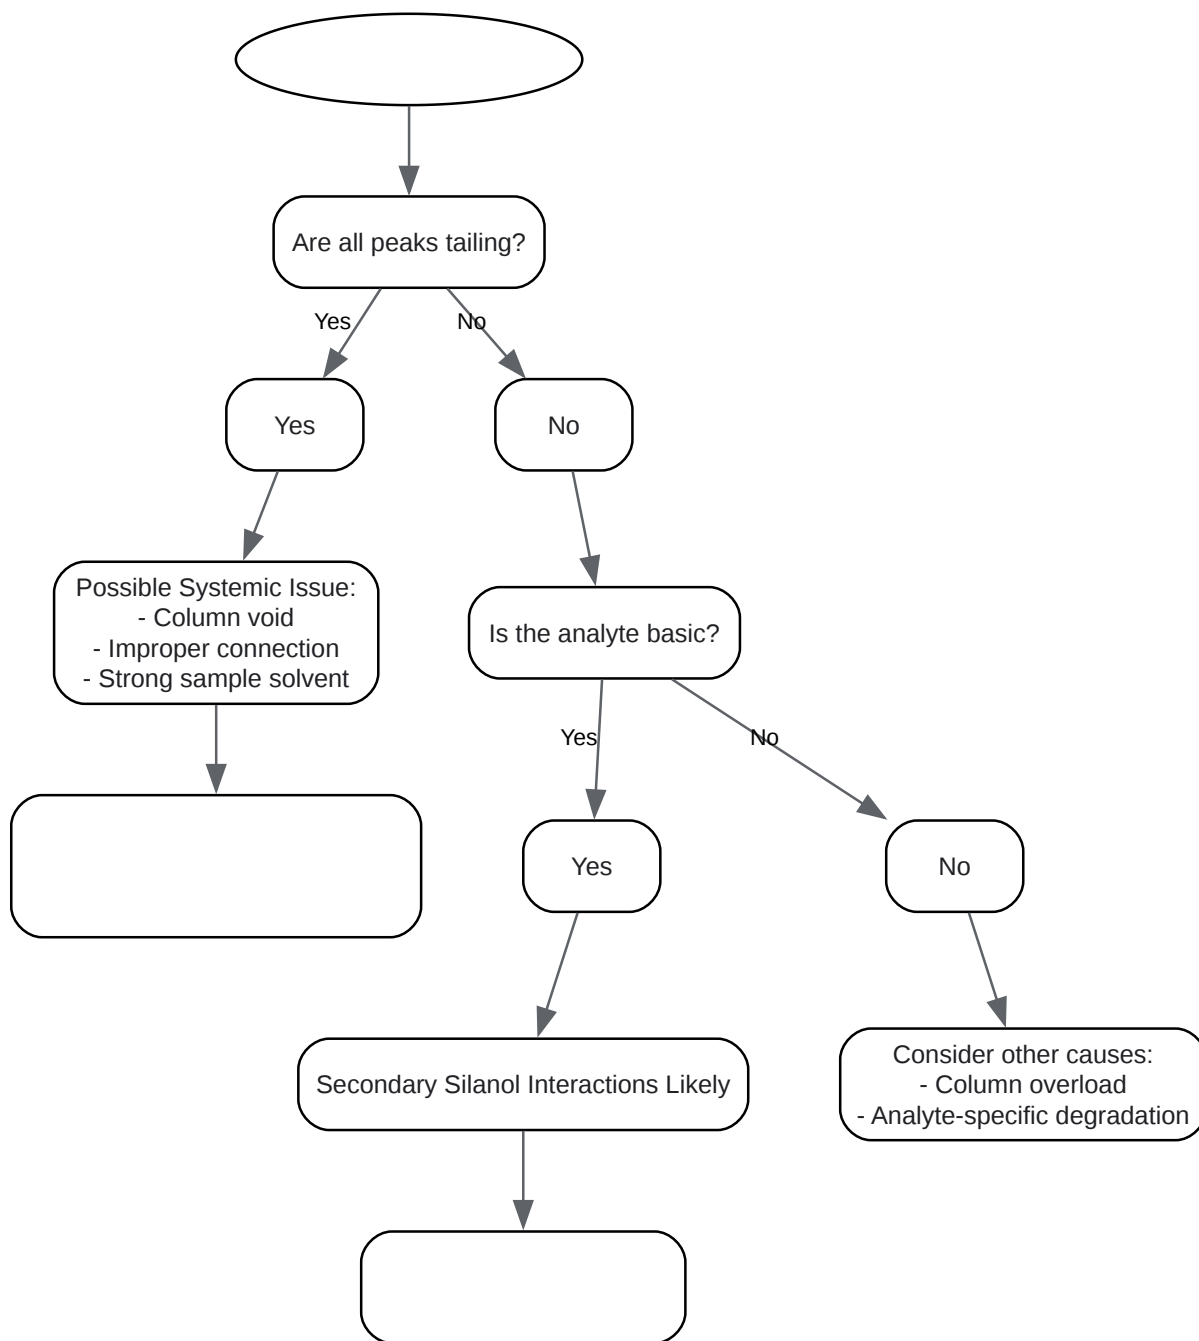 Are all peaks tailing?
Yes
No
Yes
No
Possible Systemic Issue:
- Column void
- Improper connection
- Strong sample solvent
Is the analyte basic?
Yes
No
Yes
No
Secondary Silanol Interactions Likely
Consider other causes:
- Column overload
- Analyte-specific degradation